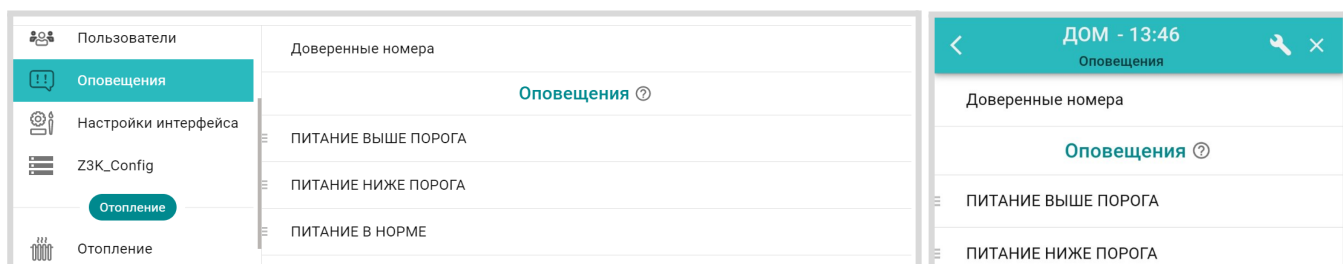 Пользователи
Оповещения
Настройки интерфейса
Z3K_Config
Отопление
Отопление
Доверенные номера
Оповещения ?
ПИТАНИЕ ВЫШЕ ПОРОГА
ПИТАНИЕ НИЖЕ ПОРОГА
ПИТАНИЕ В НОРМЕ
ДОМ - 13:46
Оповещения
Доверенные номера
Оповещения ?
ПИТАНИЕ ВЫШЕ ПОРОГА
ПИТАНИЕ НИЖЕ ПОРОГА